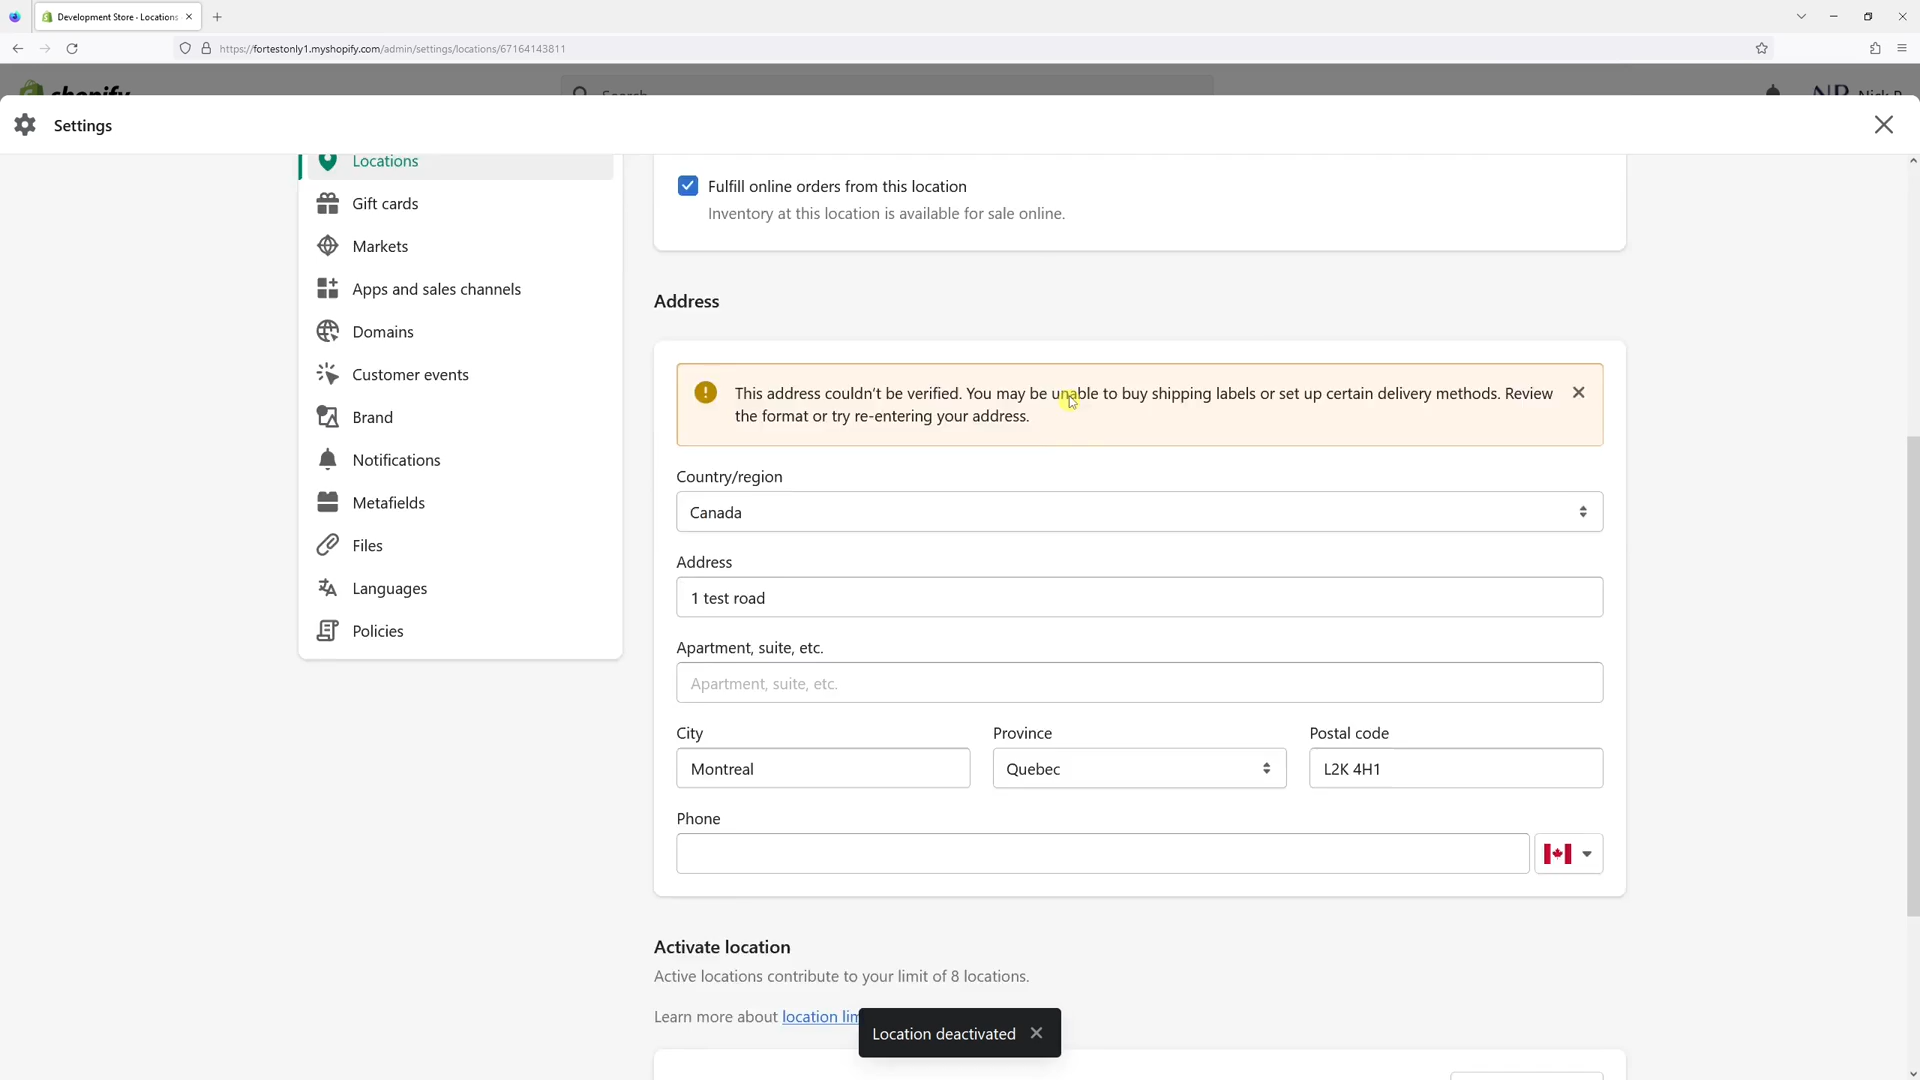 Development Store · Locations
https://fortestonly1.myshopify.com/admin/settings/locations/67164143811
shopify
Search
Settings
Locations
Gift cards
Markets
Apps and sales channels
Domains
Customer events
Brand
Notifications
Metafields
Files
Languages
Policies
Fulfill online orders from this location
Inventory at this location is available for sale online.
Address
This address couldn't be verified. You may be unable to buy shipping labels or set up certain delivery methods. Review
the format or try re-entering your address.
Country/region
Canada
Address
1 test road
Apartment, suite, etc.
Apartment, suite, etc.
City
Province
Postal code
Montreal
Quebec
L2K 4H1
Phone
Activate location
Active locations contribute to your limit of 8 locations.
Learn more about location lim
Location deactivated